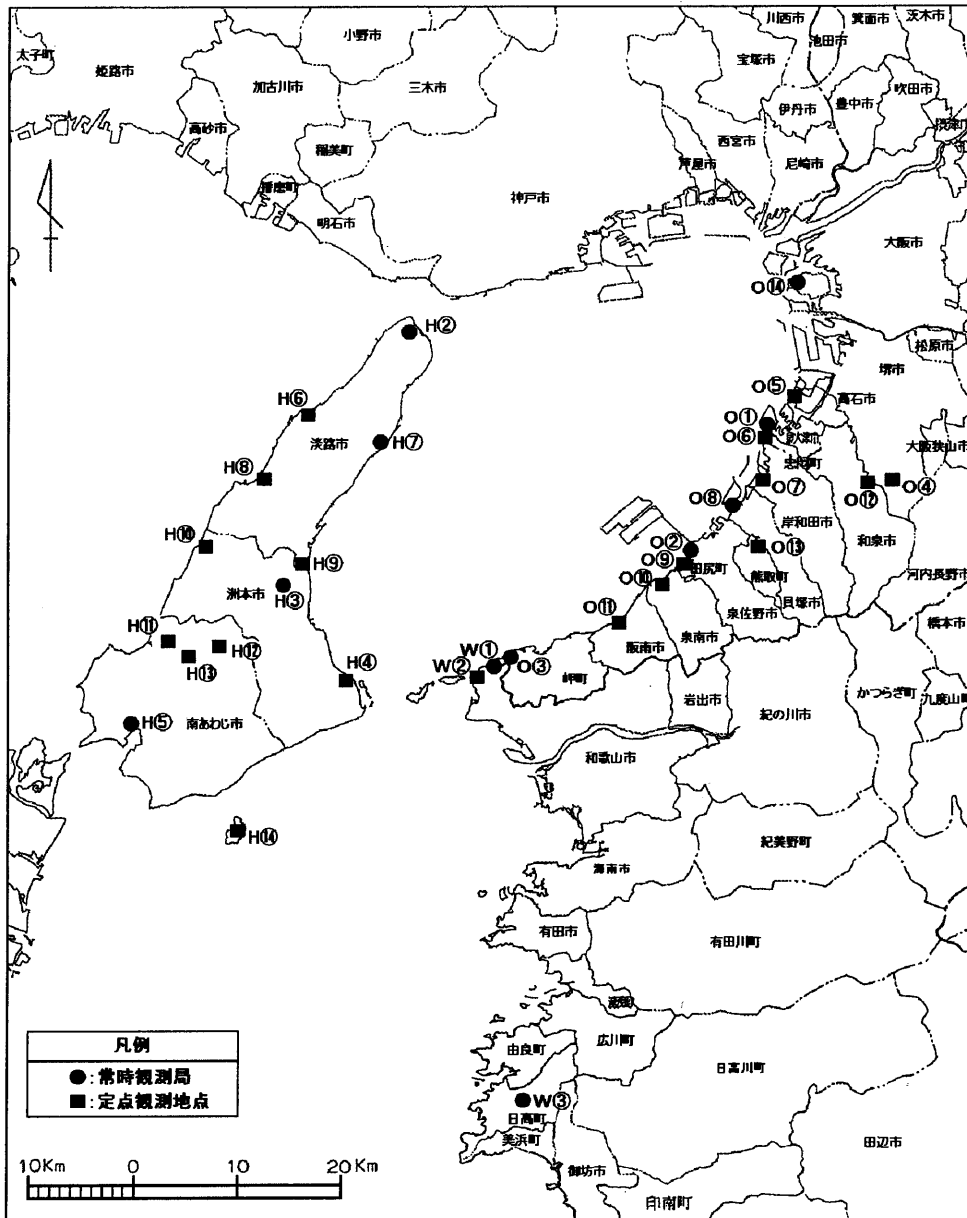 川西市
箕面市
茨木市
小野市
池田市
太子町
宝塚市
姫路市
加古川市
三木市
吹田市
伊丹市
豊中市
高砂市
西宮市
稲美町
芦屋市
尼崎市
播磨町
神戸市
明石市
大阪市
O⑭
H②
松原市
堺市
O⑤
高石市
H⑥
O①
淡路市
H⑦
O⑥
忠岡町
大阪狭山市
H⑧
O⑦
O⑫
O④
O⑧
岸和田市
和泉市
H⑩
O②
O⑬
H⑨
O⑨
田尻町
熊取町
河内長野市
O⑩
洲本市
H③
泉佐野市
貝塚市
O⑪
橋本市
H⑪
H⑫
阪南市
泉南市
H⑬
W①
W②
O③
H④
岬町
岩出市
かつらぎ町
九度山町
H⑤
南あわじ市
紀の川市
和歌山市
H⑭
紀美野町
海南市
有田市
有田川町
湯浅町
凡例
由良町
広川町
日高川町
●:常時観測局
■:定点観測地点
W③
日高町
美浜町
田辺市
10Km 0 10 20Km
御坊市
印南町